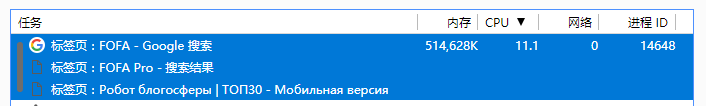 任务 内存 CPU ▼ 网络 进程 ID
标签页：FOFA - Google 搜索 514,628K 11.1 0 14648
标签页：FOFA Pro - 搜索结果
标签页：Робот блогосферы | ТОП30 - Мобильная версия